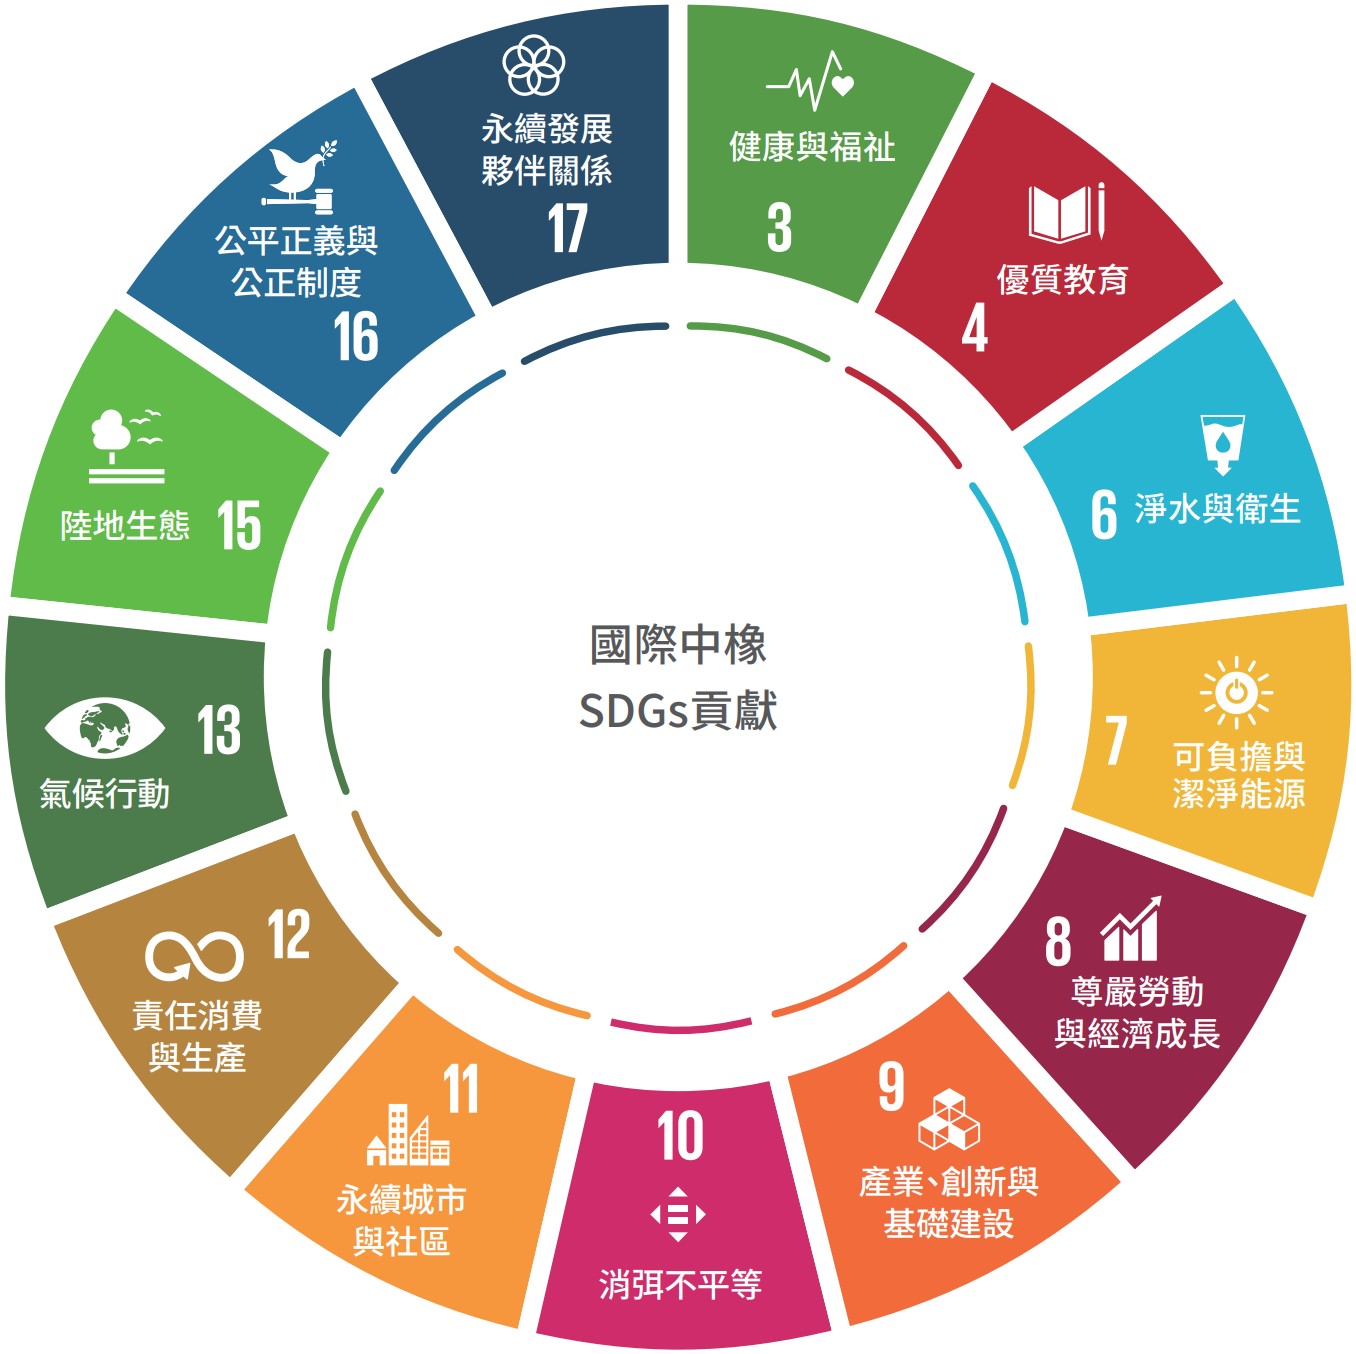 國際中橡
SDGs貢獻
健康與福祉
3
優質教育
4
6
淨水與衛生
7
可負擔與
潔淨能源
8
尊嚴勞動
與經濟成長
9
產業、創新與
基礎建設
10
消弭不平等
11
永續城市
與社區
12
責任消費
與生產
13
氣候行動
陸地生態
15
公平正義與
公正制度
16
永續發展
夥伴關係
17